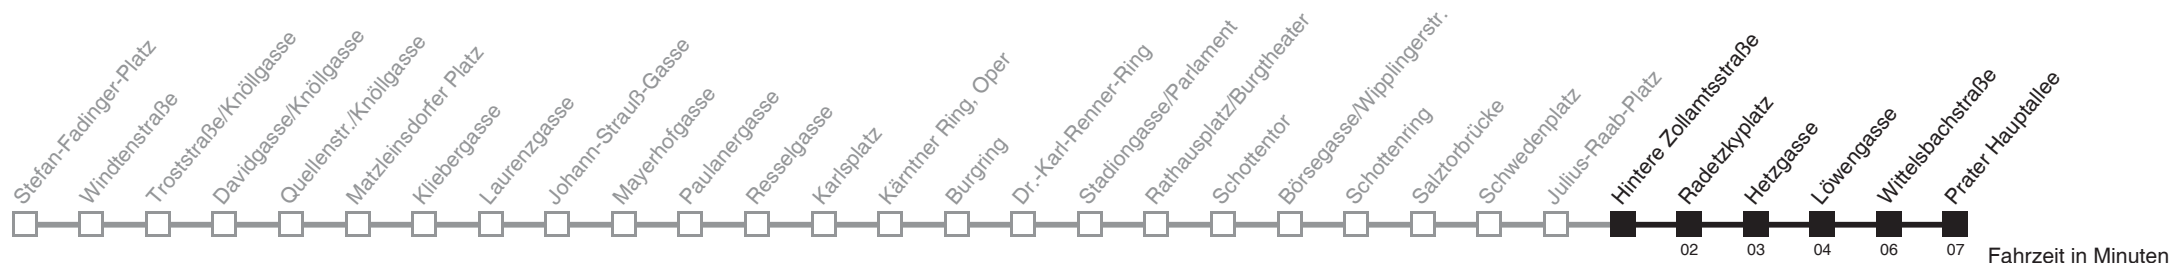 Stefan-Fadinger-Platz
Windtenstraße
Troststraße/Knöllgasse
Davidgasse/Knöllgasse
Quellenstr./Knöllgasse
Matzleinsdorfer Platz
Kliebergasse
Laurenzgasse
Johann-Strauß-Gasse
Mayerhofgasse
Paulanergasse
Resselgasse
Karlsplatz
Kärntner Ring, Oper
Burgring
Dr.-Karl-Renner-Ring
Stadiongasse/Parlament
Rathausplatz/Burgtheater
Schottentor
Börsegasse/Wipplingerstr.
Schottenring
Salztorbrücke
Schwedenplatz
Julius-Raab-Platz
Hintere Zollamtsstraße
Radetzkyplatz
Hetzgasse
Löwengasse
Wittelsbachstraße
Prater Hauptallee
02 03 04 06 07 Fahrzeit in Minuten